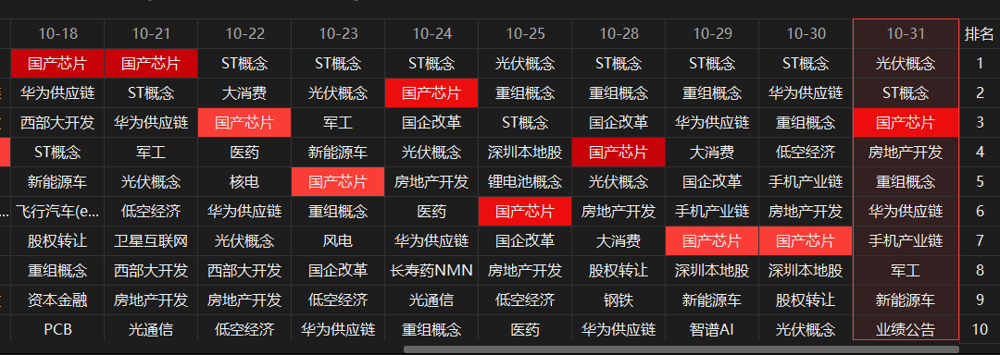 10-18 10-21 10-22 10-23 10-24 10-25 10-28 10-29 10-30 10-31 排名
国产芯片 国产芯片 ST概念 ST概念 ST概念 光伏概念 ST概念 ST概念 ST概念 光伏概念 1
华为供应链 ST概念 大消费 光伏概念 国产芯片 重组概念 重组概念 重组概念 华为供应链 ST概念 2
西部大开发 华为供应链 国产芯片 军工 国企改革 ST概念 国企改革 华为供应链 重组概念 国产芯片 3
ST概念 军工 医药 新能源车 光伏概念 深圳本地股 国产芯片 大消费 低空经济 房地产开发 4
新能源车 光伏概念 核电 国产芯片 房地产开发 锂电池概念 光伏概念 国企改革 手机产业链 重组概念 5
... 飞行汽车(e... 低空经济 华为供应链 重组概念 医药 国产芯片 房地产开发 手机产业链 房地产开发 华为供应链 6
股权转让 卫星互联网 光伏概念 风电 华为供应链 国企改革 大消费 国产芯片 国产芯片 手机产业链 7
重组概念 西部大开发 西部大开发 国企改革 长寿药NMN 房地产开发 股权转让 深圳本地股 深圳本地股 军工 8
资本金融 房地产开发 房地产开发 低空经济 光通信 低空经济 钢铁 新能源车 股权转让 新能源车 9
PCB 光通信 低空经济 华为供应链 重组概念 医药 华为供应链 智谱AI 光伏概念 业绩公告 10